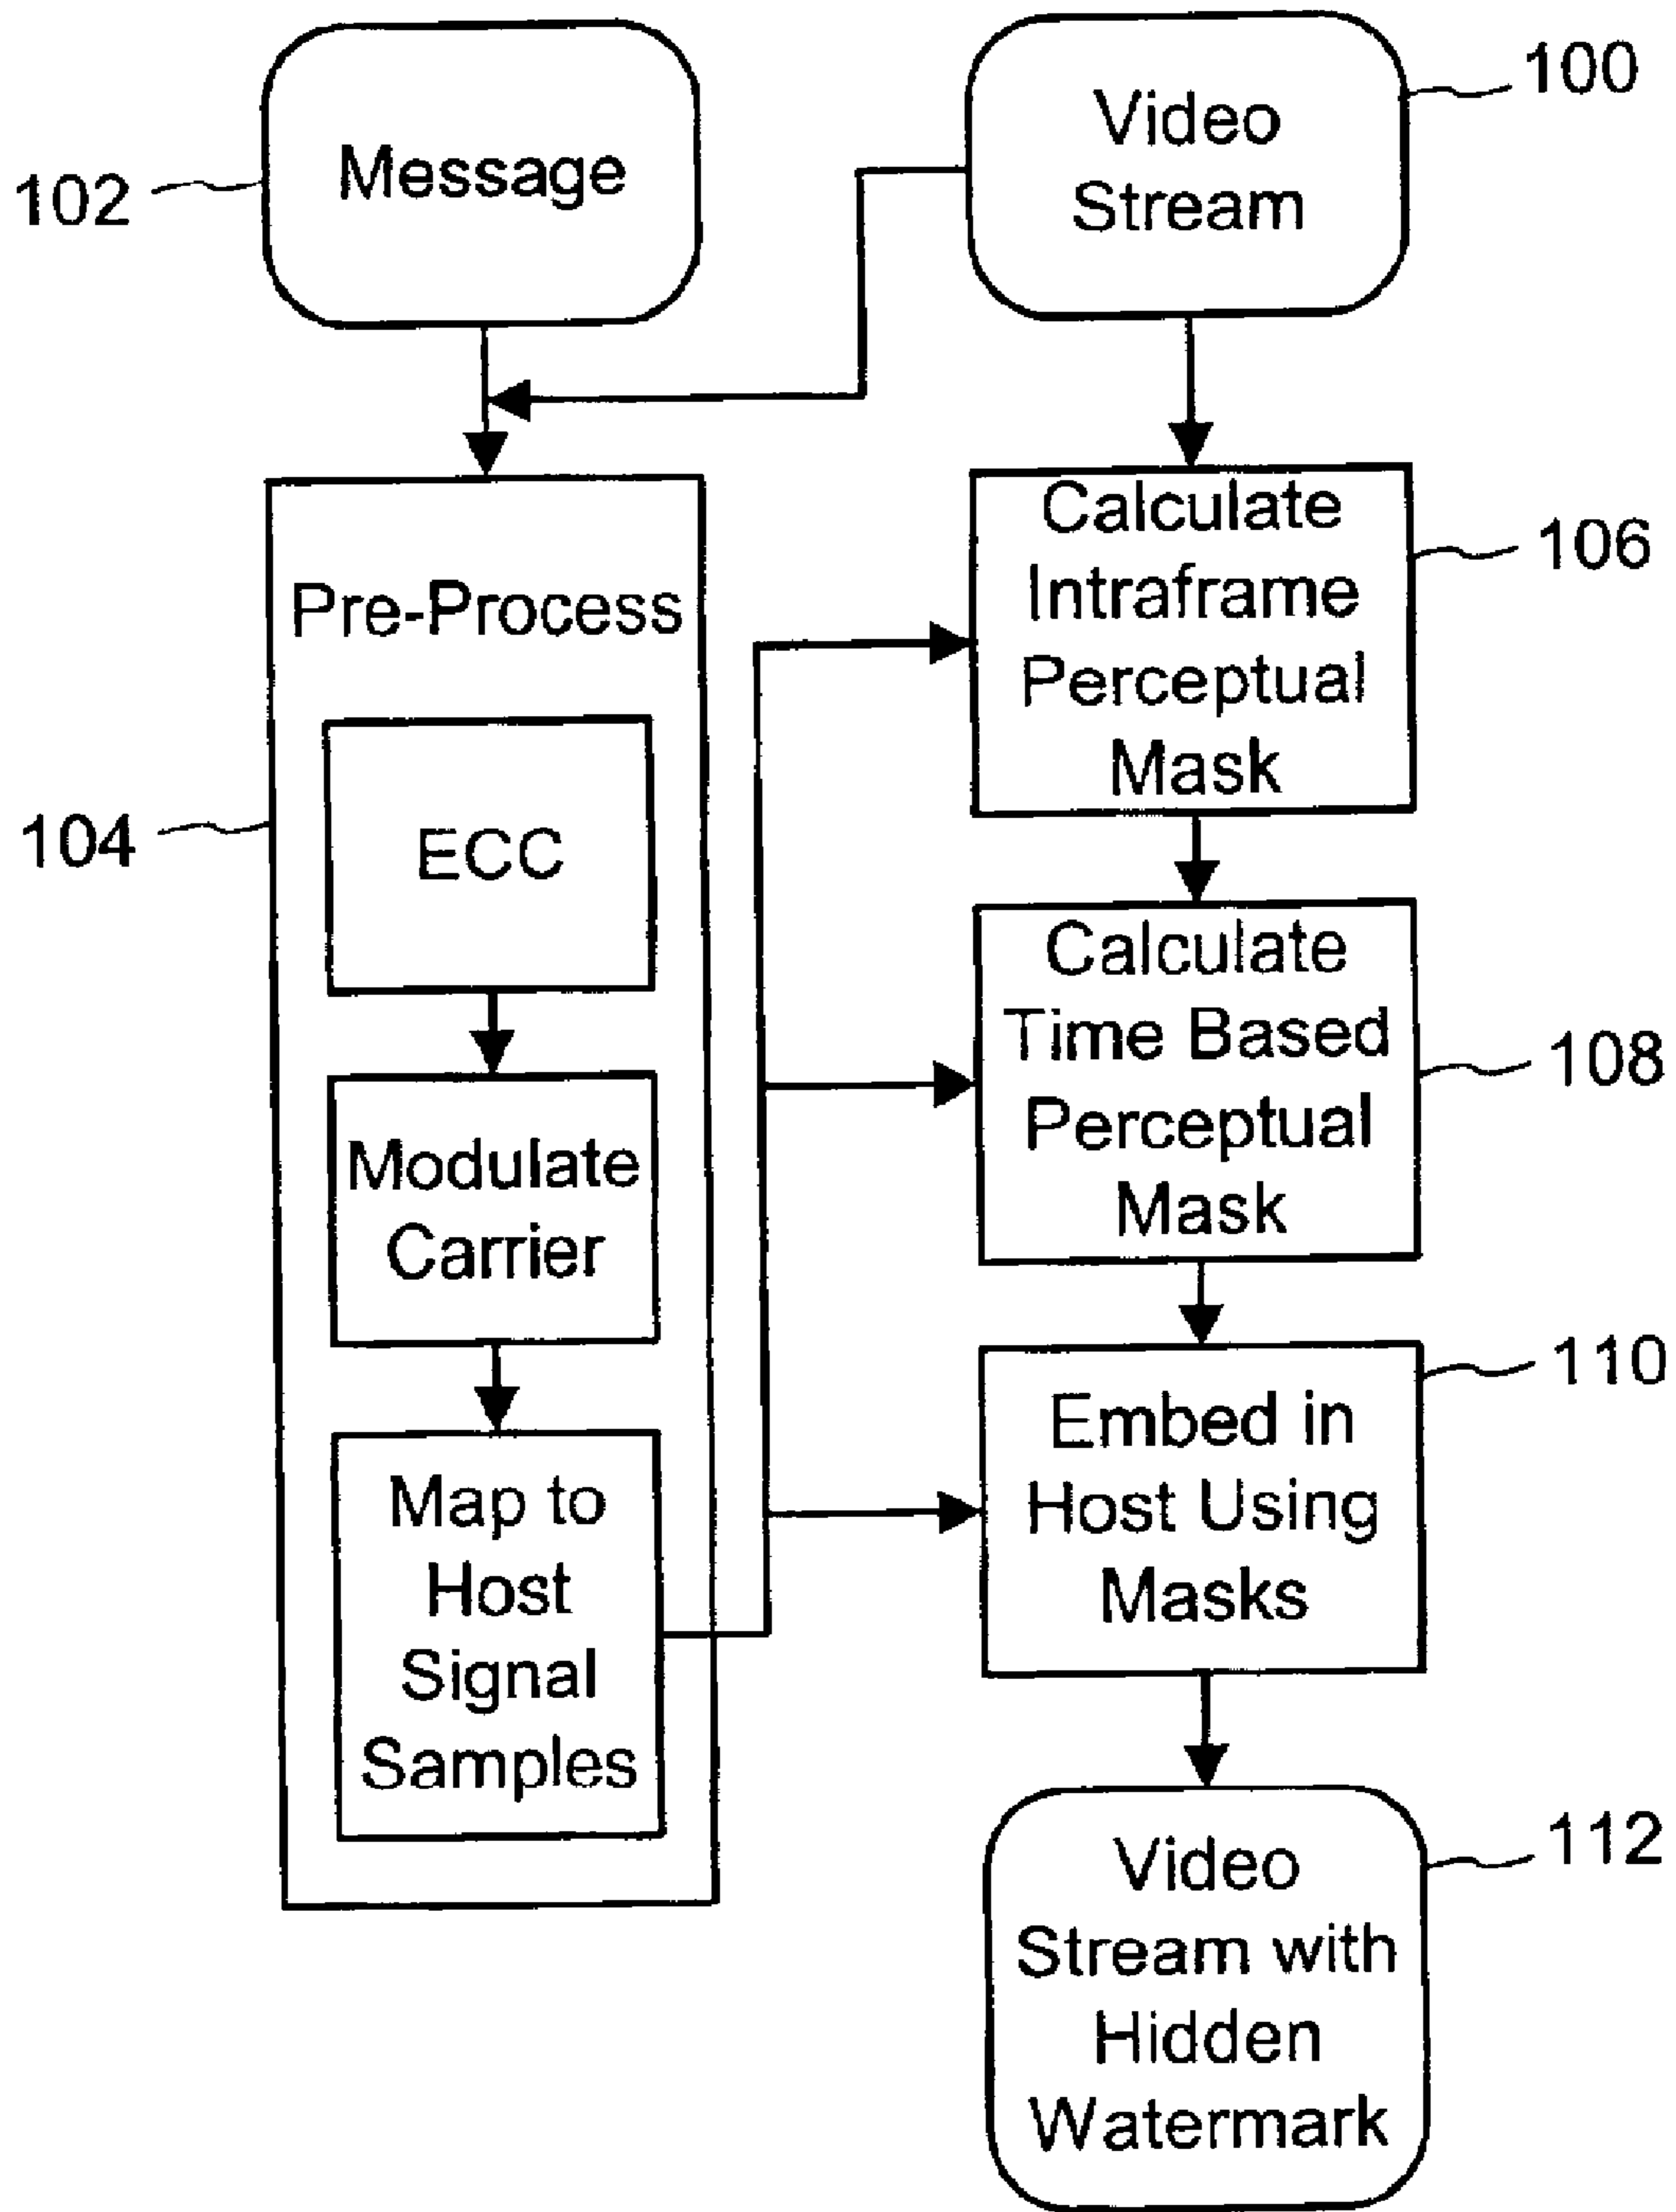 102
Message
Video
Stream
100
Pre-Process
104
ECC
Modulate
Carrier
Map to
Host
Signal
Samples
Calculate
Intraframe
Perceptual
Mask
106
Calculate
Time Based
Perceptual
Mask
108
Embed in
Host Using
Masks
110
Video
Stream with
Hidden
Watermark
112